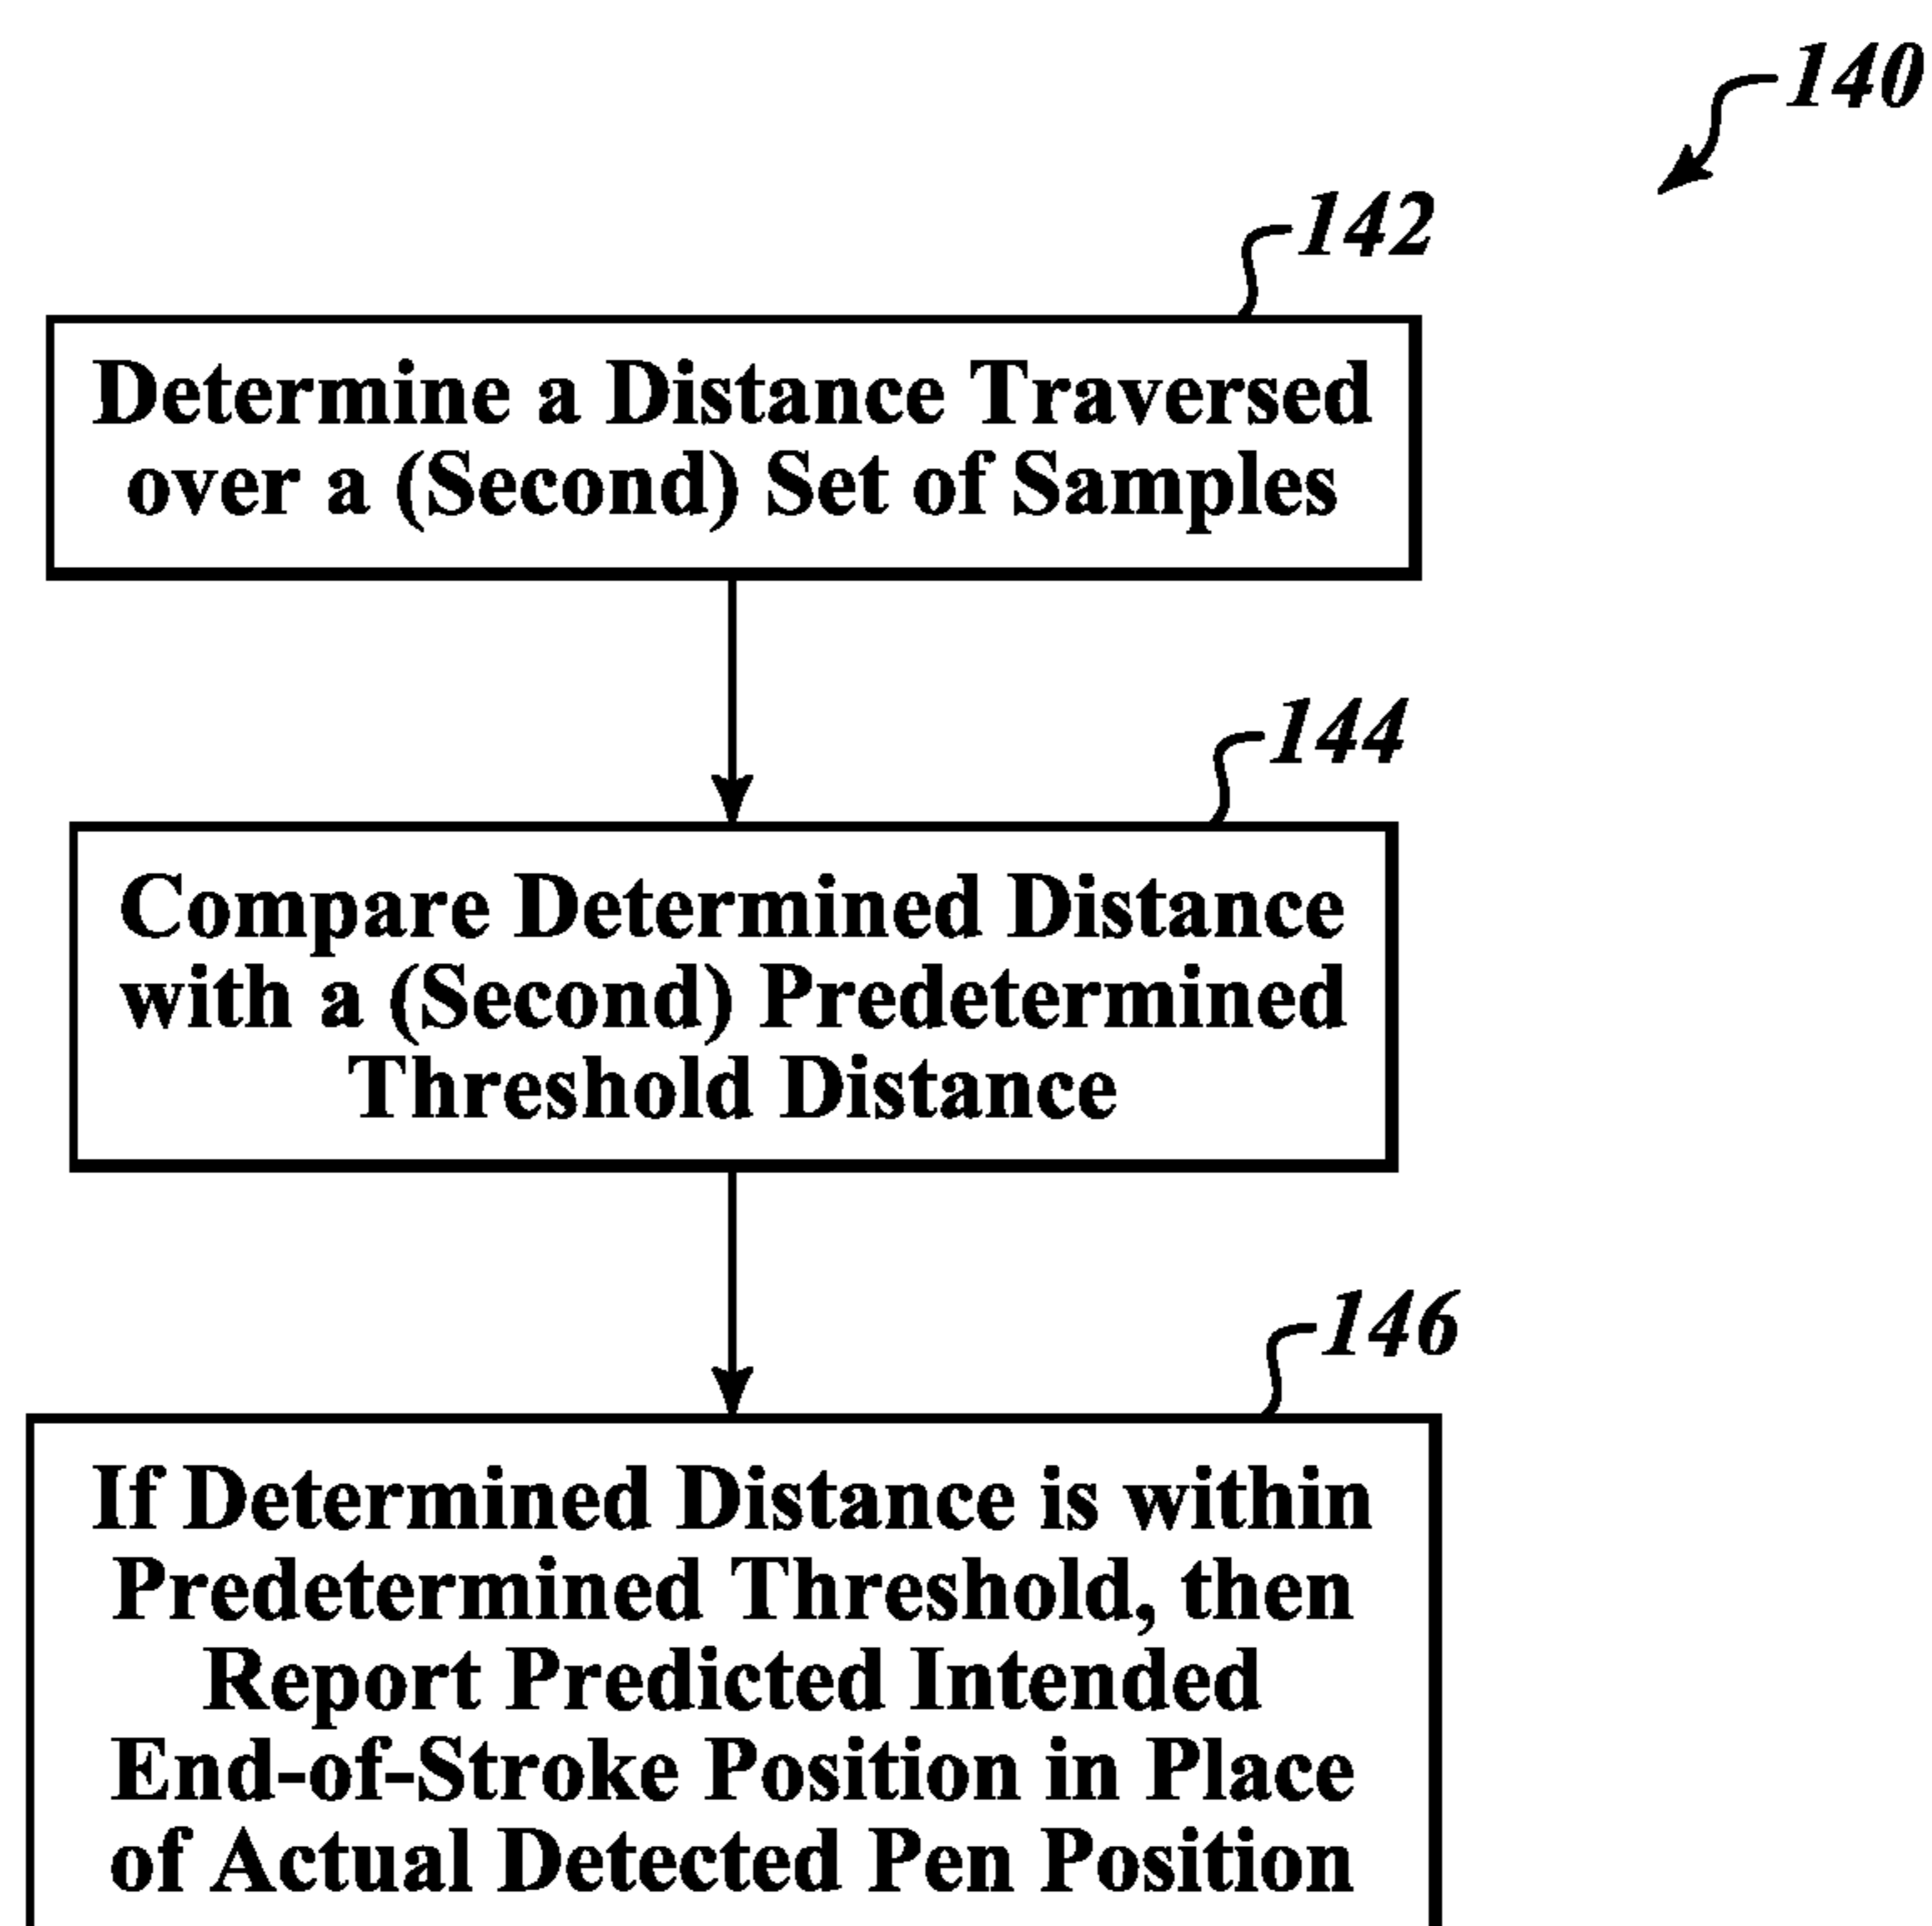 140
142
Determine a Distance Traversed
over a (Second) Set of Samples
144
Compare Determined Distance
with a (Second) Predetermined
Threshold Distance
146
If Determined Distance is within
Predetermined Threshold, then
Report Predicted Intended
End-of-Stroke Position in Place
of Actual Detected Pen Position